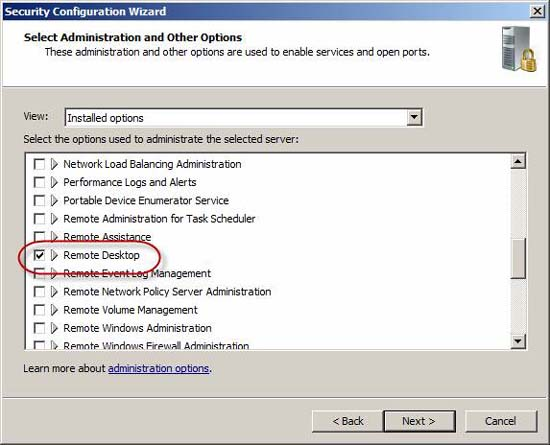 Security Configuration Wizard
Select Administration and Other Options
These administration and other options are used to enable services and open ports.
View: Installed options
Select the options used to administrate the selected server:
Network Load Balancing Administration
Performance Logs and Alerts
Portable Device Enumerator Service
Remote Administration for Task Scheduler
Remote Assistance
Remote Desktop
Remote Event Log Management
Remote Network Policy Server Administration
Remote Volume Management
Remote Windows Administration
Remote Windows Firewall Administration
Learn more about administration options.
< Back Next > Cancel